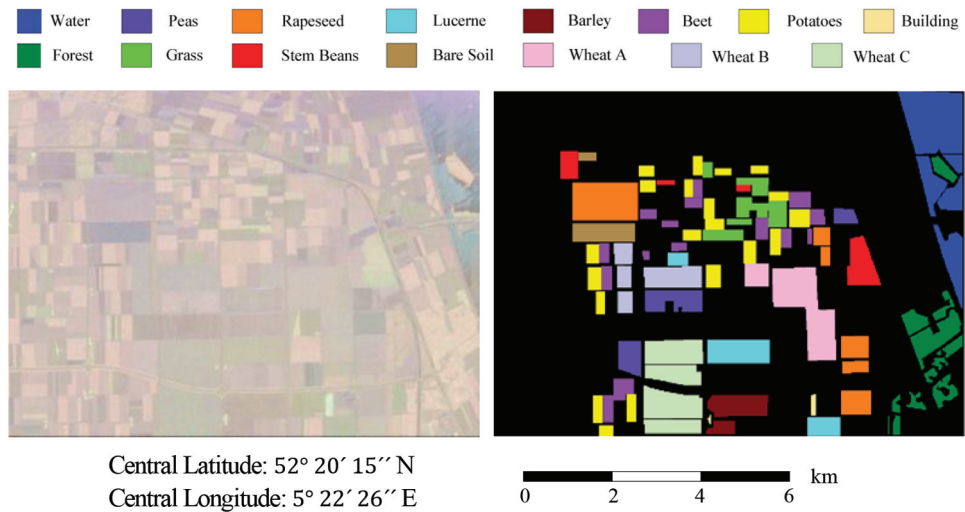 Water Peas Rapeseed Lucerne Barley Beet Potatoes Building
Forest Grass Stem Beans Bare Soil Wheat A Wheat B Wheat C
Central Latitude: 52° 20´ 15´´ N
Central Longitude: 5° 22´ 26´´ E
km
0 2 4 6